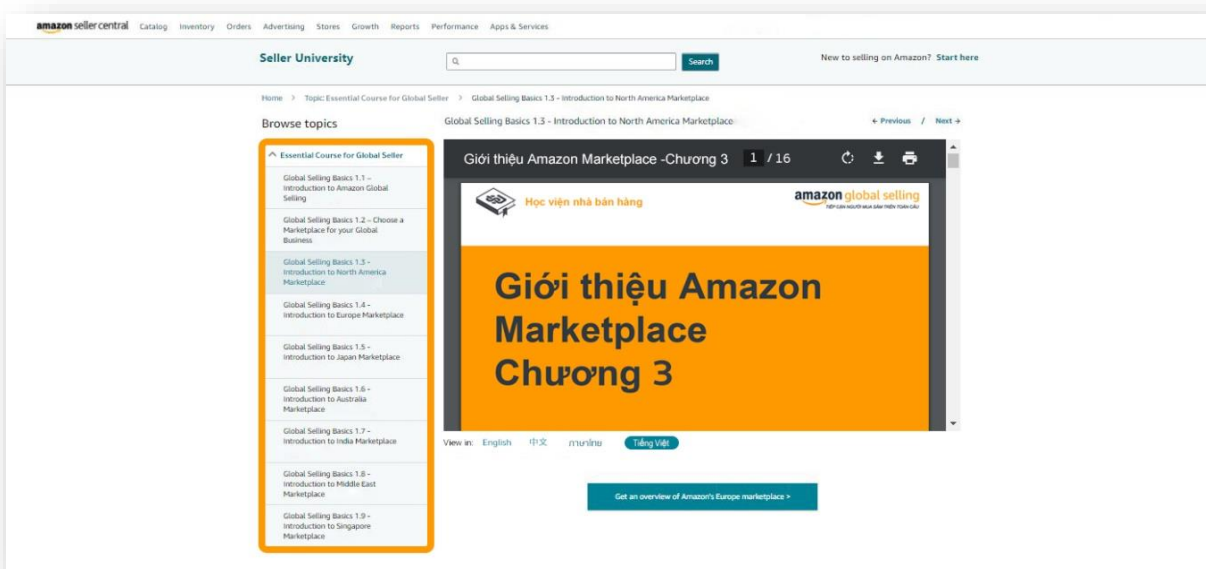 amazon seller central Catalog Inventory Orders Advertising Stores Growth Reports Performance Apps & Services
Seller University
Search
New to selling on Amazon? Start here
Home > Topic: Essential Course for Global Seller > Global Selling Basics 1.3 - Introduction to North America Marketplace
Browse topics
Essential Course for Global Seller
Global Selling Basics 1.1 –
Introduction to Amazon Global
Selling
Global Selling Basics 1.2 – Choose a
Marketplace for your Global
Business
Global Selling Basics 1.3 -
Introduction to North America
Marketplace
Global Selling Basics 1.4 -
Introduction to Europe Marketplace
Global Selling Basics 1.5 -
Introduction to Japan Marketplace
Global Selling Basics 1.6 -
Introduction to Australia
Marketplace
Global Selling Basics 1.7 -
Introduction to India Marketplace
Global Selling Basics 1.8 -
Introduction to Middle East
Marketplace
Global Selling Basics 1.9 -
Introduction to Singapore
Marketplace
Global Selling Basics 1.3 - Introduction to North America Marketplace
← Previous / Next →
Giới thiệu Amazon Marketplace -Chương 3 1 / 16
Học viện nhà bán hàng
amazon global selling
TIẾP CẬN NGƯỜI MUA SẮM TRÊN TOÀN CẦU
Giới thiệu Amazon
Marketplace
Chương 3
View in: English 中文 ภาษาไทย Tiếng Việt
Get an overview of Amazon's Europe marketplace >